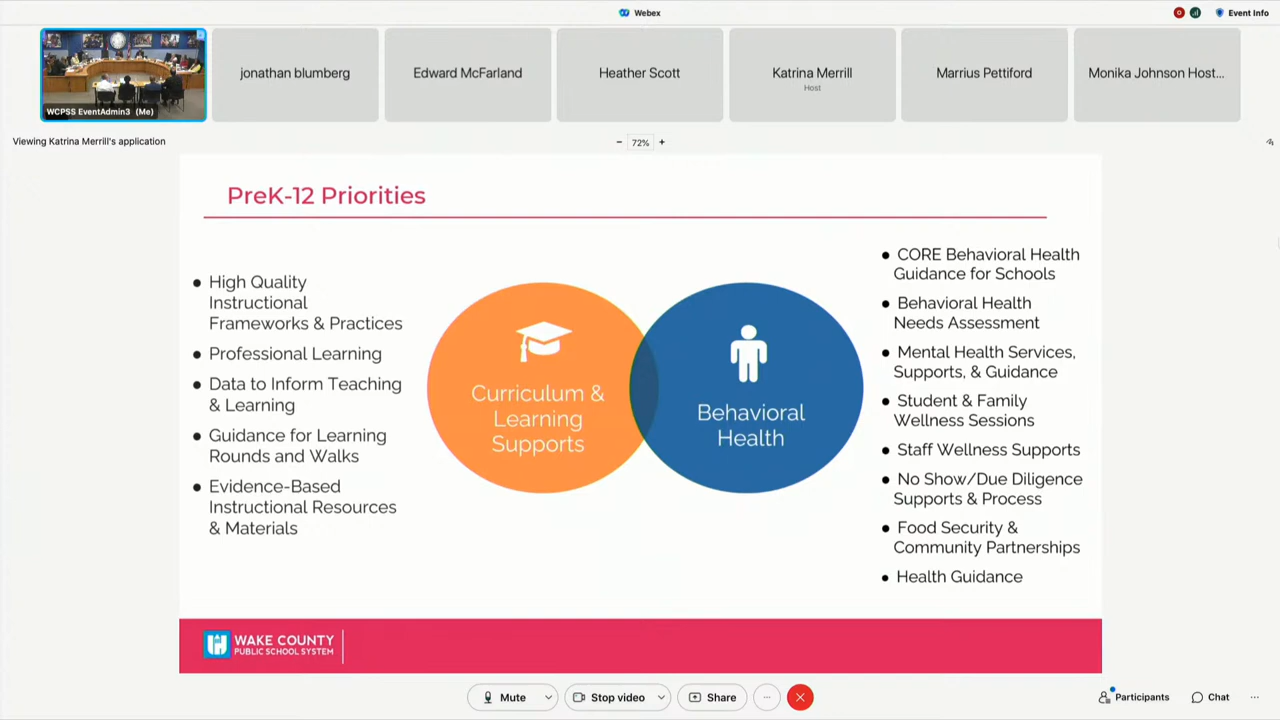 Webex
Event Info
WCPSS EventAdmin3 (Me)
jonathan blumberg
Edward McFarland
Heather Scott
Katrina Merrill
Host
Marrius Pettiford
Monika Johnson Host...
Viewing Katrina Merrill's application
− 72% +
PreK-12 Priorities
● High Quality
Instructional
Frameworks & Practices
● Professional Learning
● Data to Inform Teaching
& Learning
● Guidance for Learning
Rounds and Walks
● Evidence-Based
Instructional Resources
& Materials
Curriculum &
Learning
Supports
Behavioral
Health
● CORE Behavioral Health
Guidance for Schools
● Behavioral Health
Needs Assessment
● Mental Health Services,
Supports, & Guidance
● Student & Family
Wellness Sessions
● Staff Wellness Supports
● No Show/Due Diligence
Supports & Process
● Food Security &
Community Partnerships
● Health Guidance
WAKE COUNTY
PUBLIC SCHOOL SYSTEM
Mute
Stop video
Share
Participants
Chat